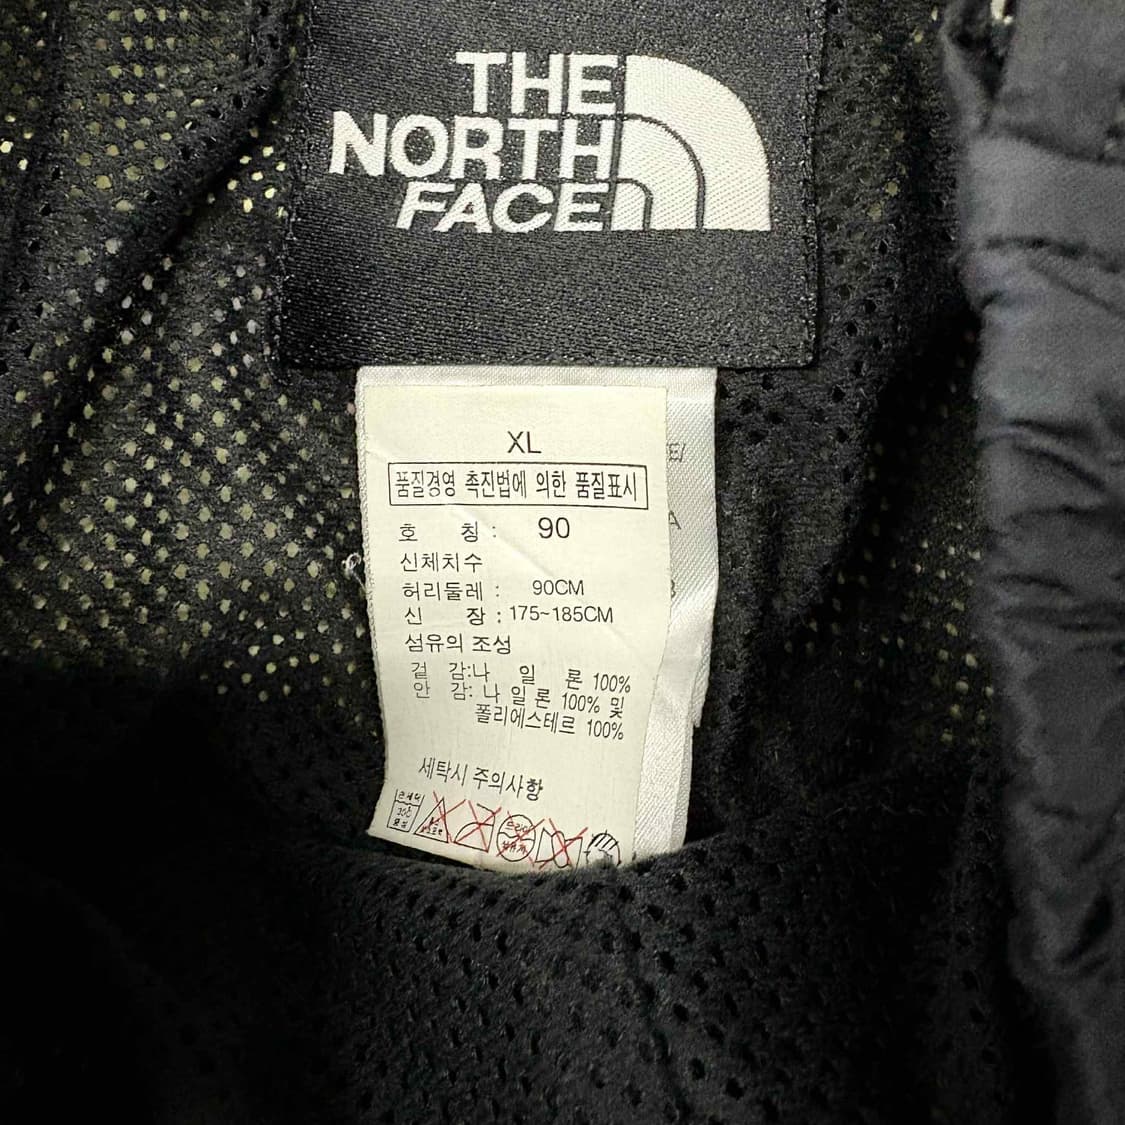 THE
NORTH
FACE
XL
품질경영 촉진법에 의한 품질표시
호 칭 : 90
신체치수
허리둘레 : 90CM
신 장 : 175~185CM
섬유의 조성
겉 감:나 일 론 100%
안 감: 나 일 론 100% 및
폴리에스테르 100%
세탁시 주의사항